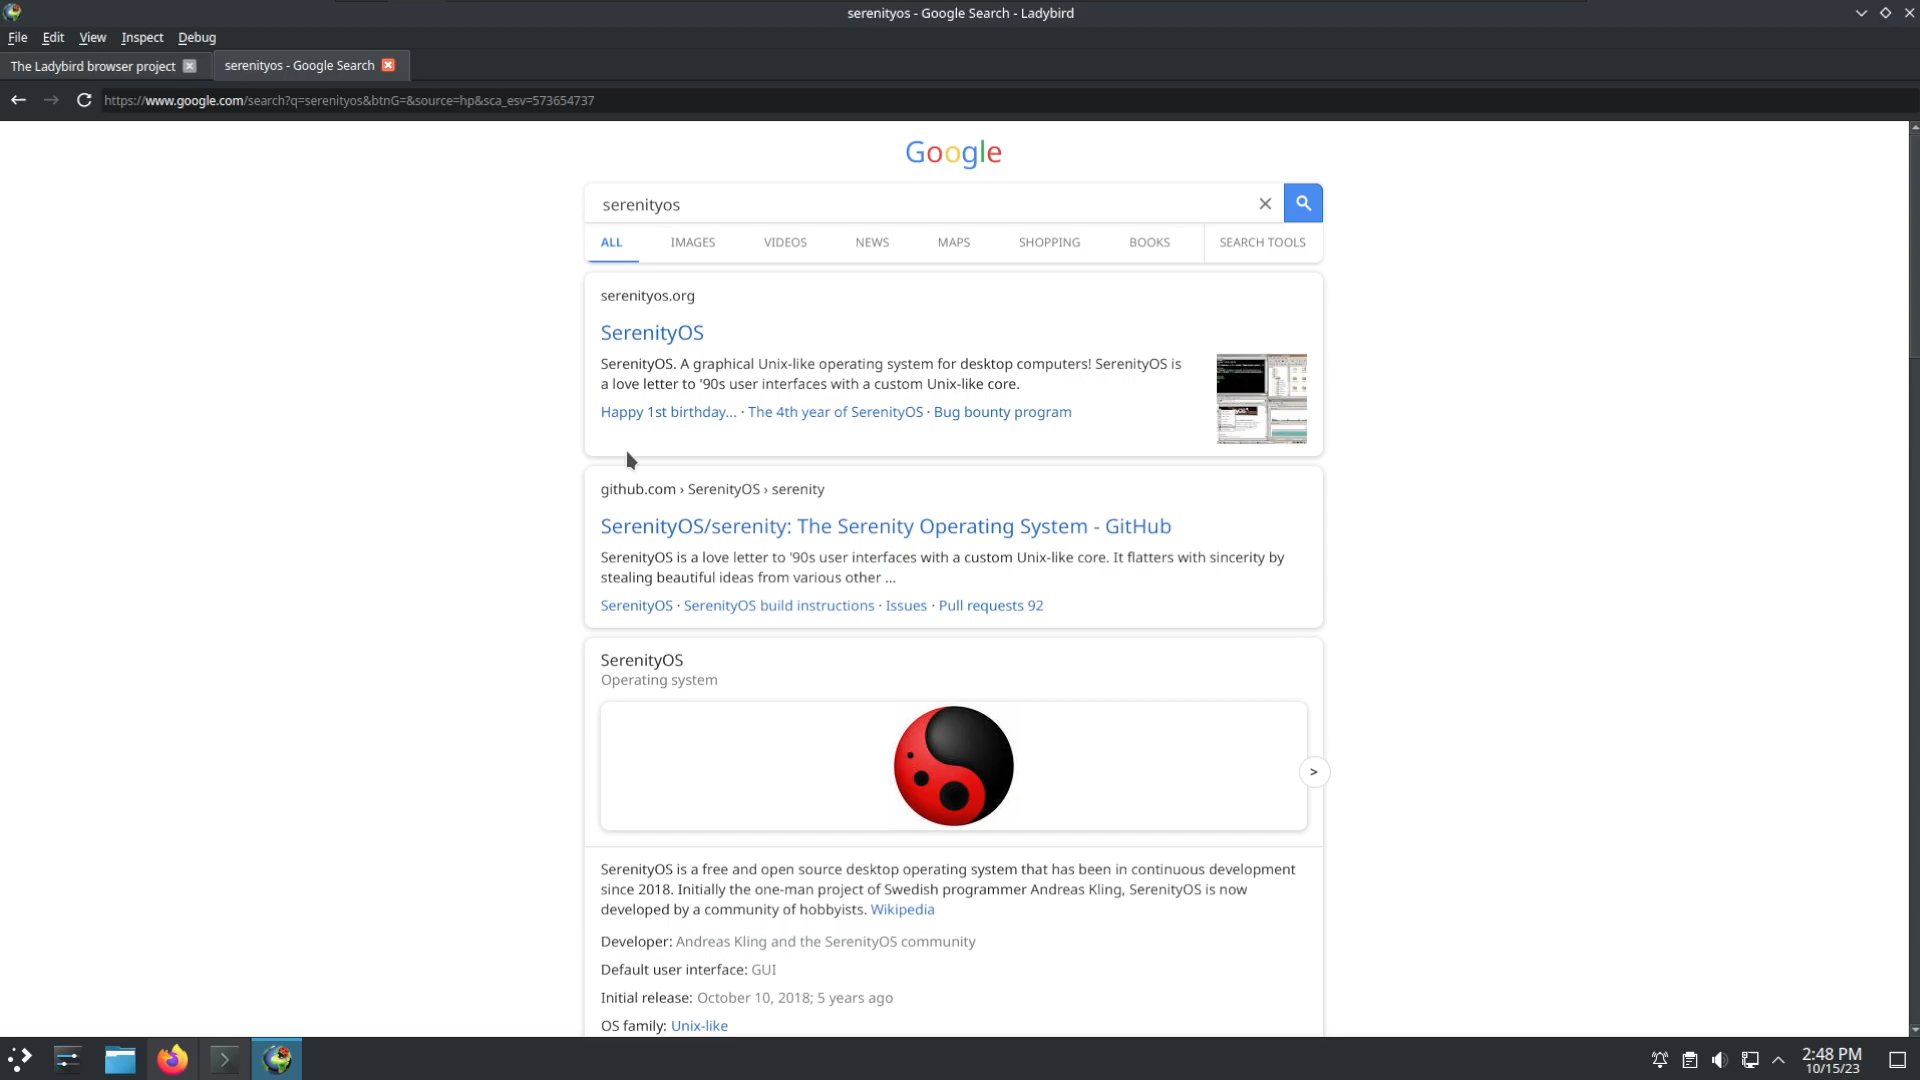 serenityos - Google Search - Ladybird
File Edit View Inspect Debug
The Ladybird browser project serenityos - Google Search
https://www.google.com/search?q=serenityos&btnG=&source=hp&sca_esv=573654737
Google
serenityos
ALL IMAGES VIDEOS NEWS MAPS SHOPPING BOOKS SEARCH TOOLS
serenityos.org
SerenityOS
SerenityOS. A graphical Unix-like operating system for desktop computers! SerenityOS is
a love letter to '90s user interfaces with a custom Unix-like core.
Happy 1st birthday... · The 4th year of SerenityOS · Bug bounty program
github.com › SerenityOS › serenity
SerenityOS/serenity: The Serenity Operating System - GitHub
SerenityOS is a love letter to '90s user interfaces with a custom Unix-like core. It flatters with sincerity by
stealing beautiful ideas from various other ...
SerenityOS · SerenityOS build instructions · Issues · Pull requests 92
SerenityOS
Operating system
>
SerenityOS is a free and open source desktop operating system that has been in continuous development
since 2018. Initially the one-man project of Swedish programmer Andreas Kling, SerenityOS is now
developed by a community of hobbyists. Wikipedia
Developer: Andreas Kling and the SerenityOS community
Default user interface: GUI
Initial release: October 10, 2018; 5 years ago
OS family: Unix-like
2:48 PM
10/15/23